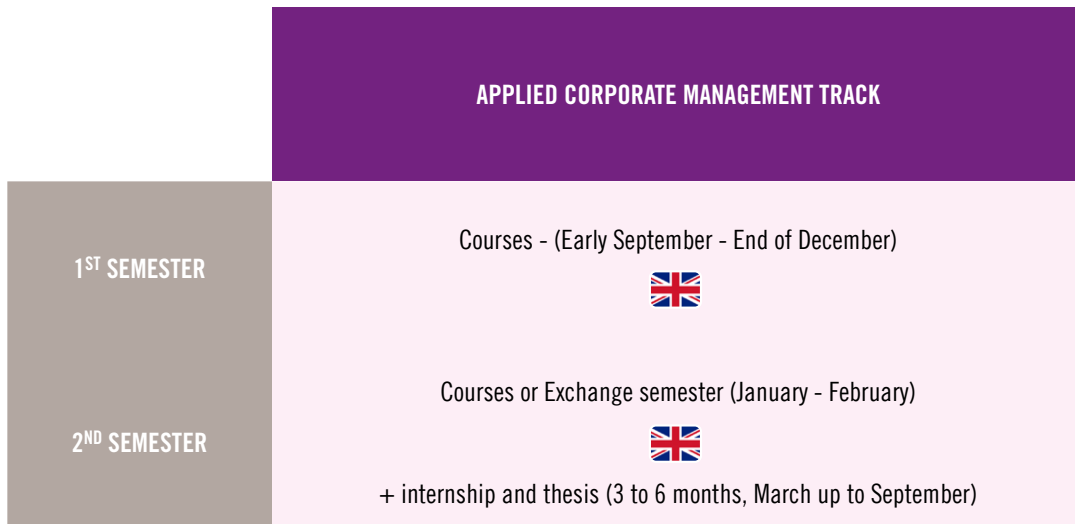 APPLIED CORPORATE MANAGEMENT TRACK
1ST SEMESTER
Courses - (Early September - End of December)
2ND SEMESTER
Courses or Exchange semester (January - February)
+ internship and thesis (3 to 6 months, March up to September)